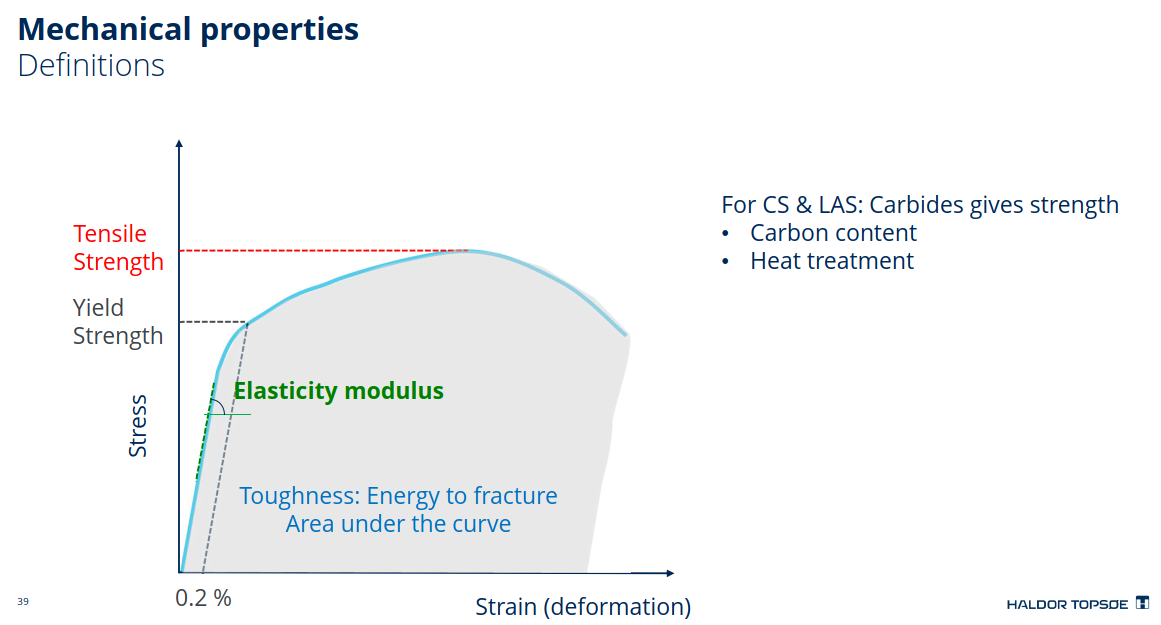 Mechanical properties
Definitions
Tensile
Strength
Yield
Strength
Stress
Elasticity modulus
Toughness: Energy to fracture
Area under the curve
0.2 %
Strain (deformation)
For CS & LAS: Carbides gives strength
• Carbon content
• Heat treatment
39
HALDOR TOPSØE